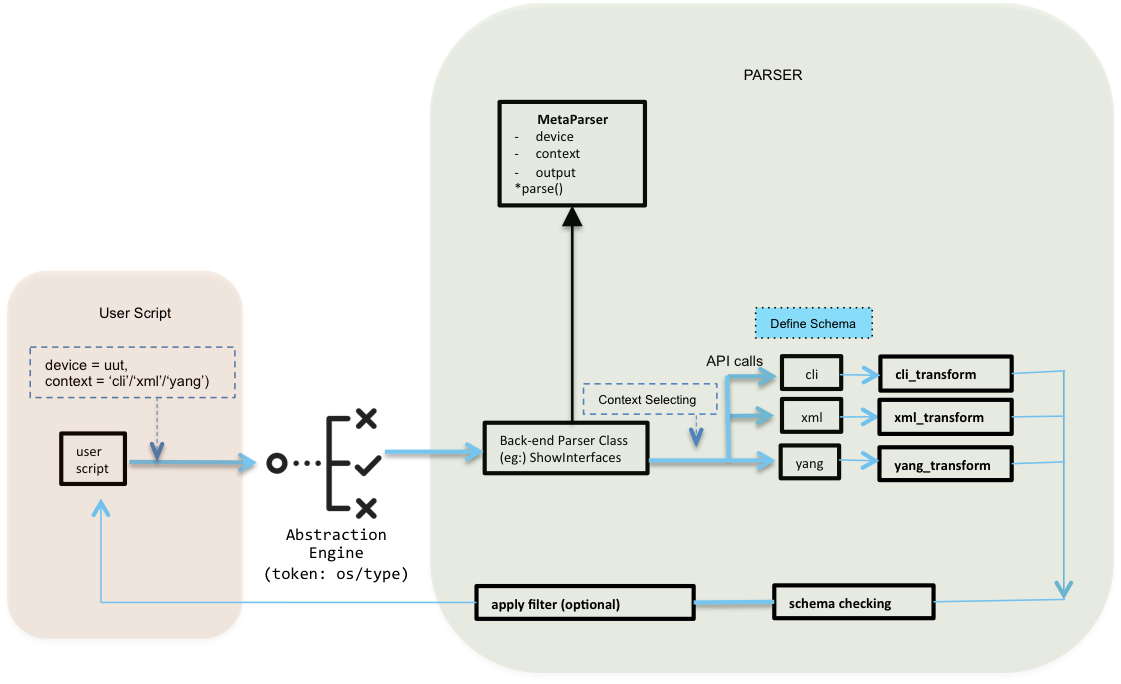 PARSER
MetaParser
- device
- context
- output
*parse()
User Script
device = uut,
context = ‘cli’/‘xml’/‘yang’)
user
script
Abstraction
Engine
(token: os/type)
Back-end Parser Class
(eg:) ShowInterfaces
Context Selecting
Define Schema
API calls
cli
cli_transform
xml
xml_transform
yang
yang_transform
apply filter (optional)
schema checking